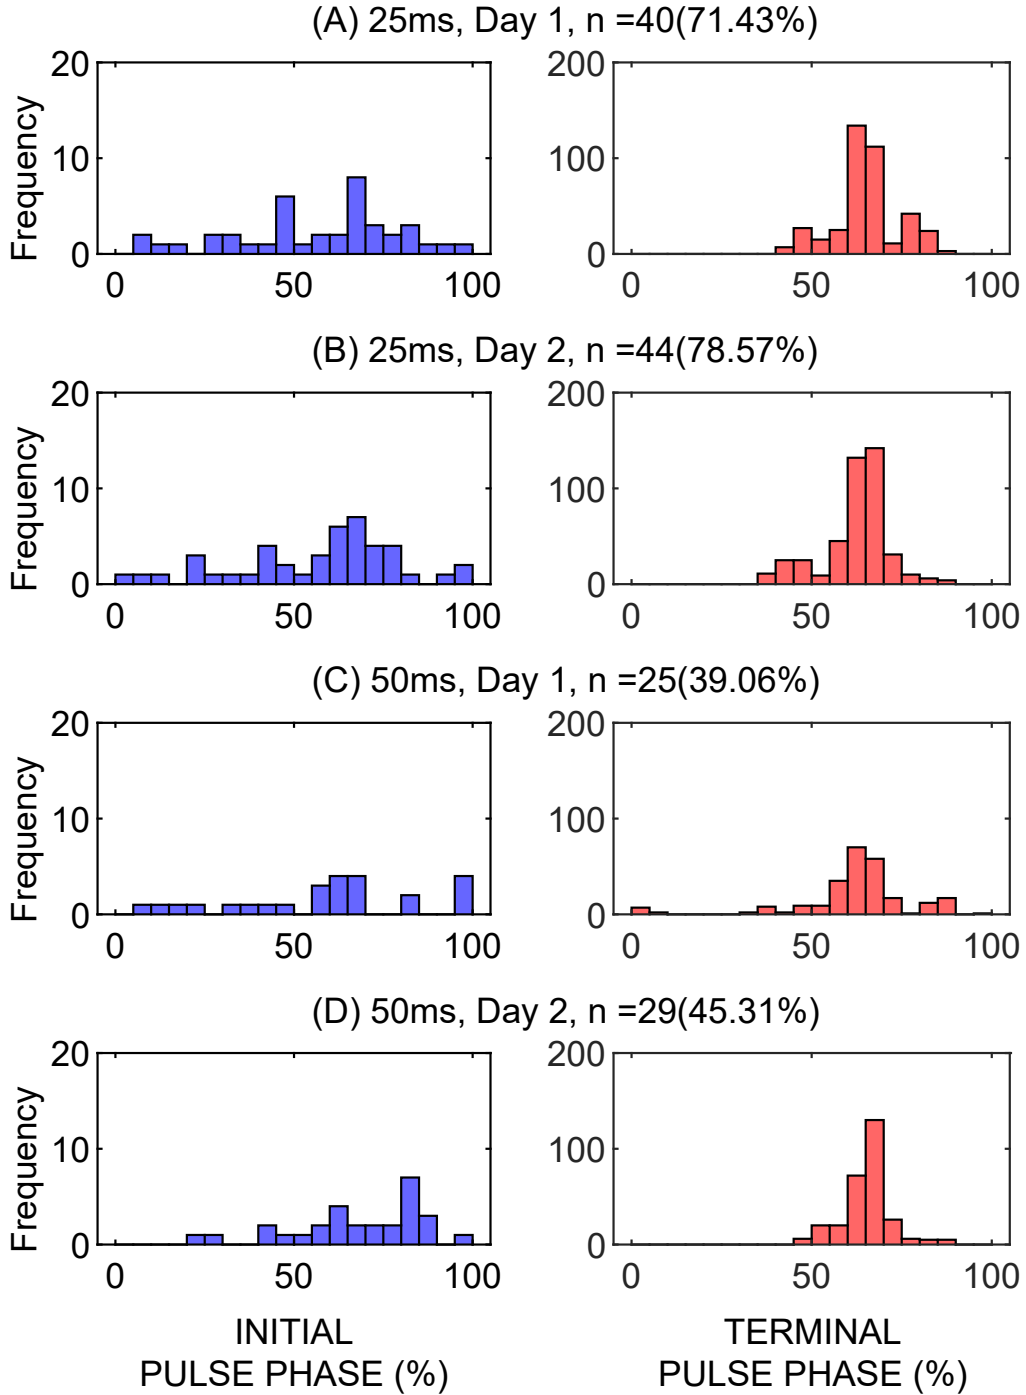 (A) 25ms, Day 1, n =40(71.43%)
Frequency
20
10
0
0 50 100
200
100
0
0 50 100
(B) 25ms, Day 2, n =44(78.57%)
Frequency
20
10
0
0 50 100
200
100
0
0 50 100
(C) 50ms, Day 1, n =25(39.06%)
Frequency
20
10
0
0 50 100
200
100
0
0 50 100
(D) 50ms, Day 2, n =29(45.31%)
Frequency
20
10
0
0 50 100
200
100
0
0 50 100
INITIAL
PULSE PHASE (%)
TERMINAL
PULSE PHASE (%)